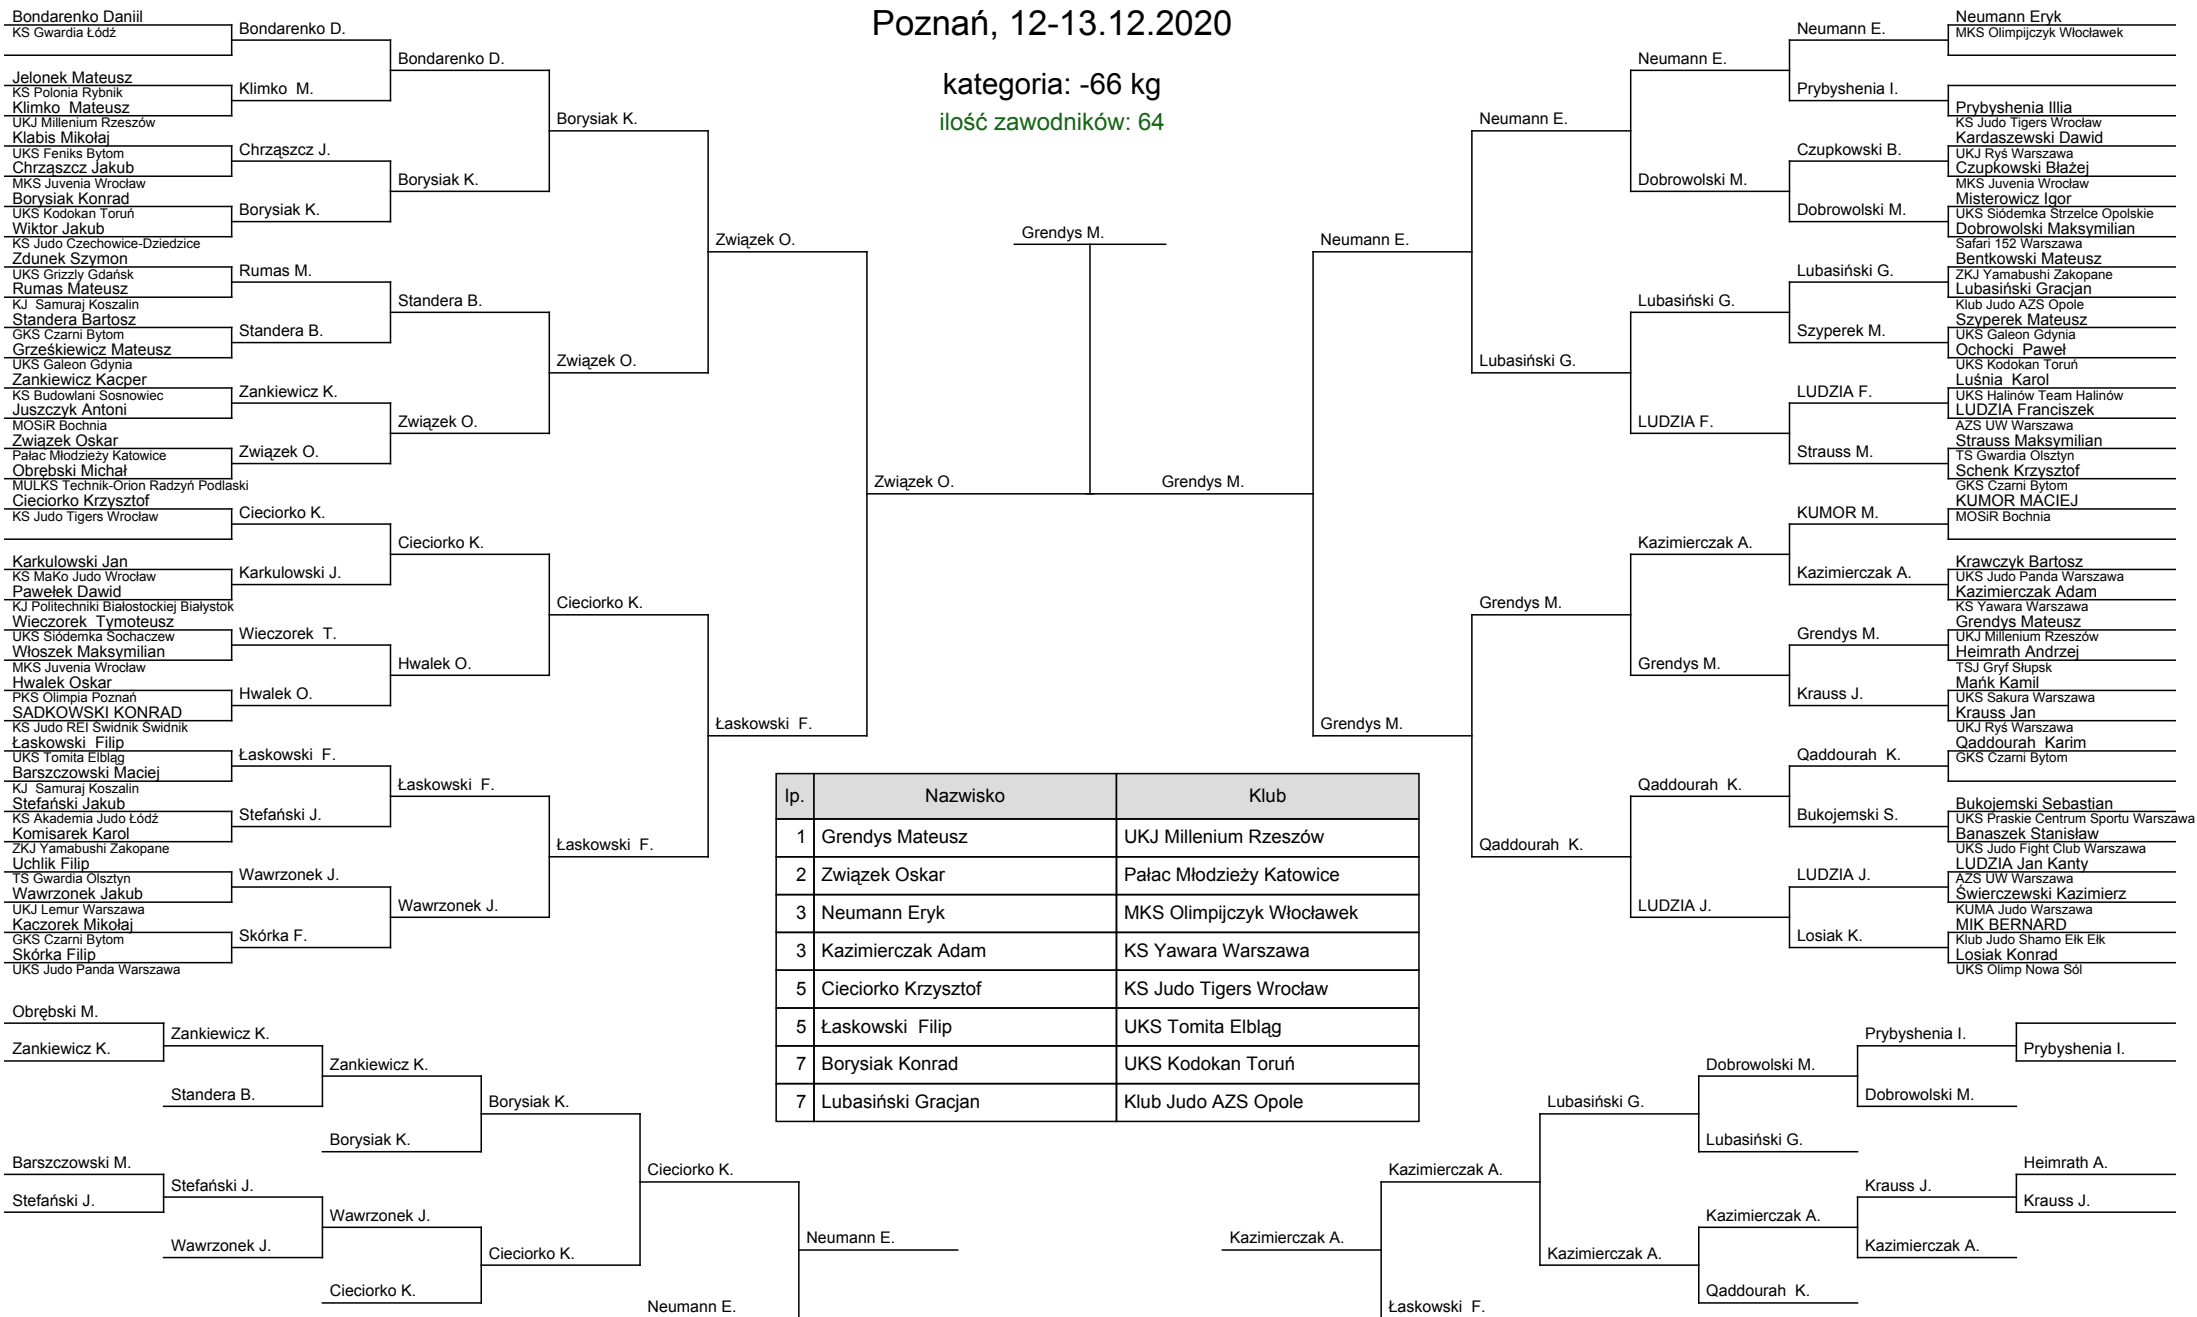 Poznań, 12-13.12.2020
kategoria: -66 kg
ilość zawodników: 64
Bondarenko Daniil
KS Gwardia Łódź
Jelonek Mateusz
KS Polonia Rybnik
Klimko Mateusz
UKJ Millenium Rzeszów
Klabis Mikołaj
UKS Feniks Bytom
Chrząszcz Jakub
MKS Juvenia Wrocław
Borysiak Konrad
UKS Kodokan Toruń
Wiktor Jakub
KS Judo Czechowice-Dziedzice
Zdunek Szymon
UKS Grizzly Gdańsk
Rumas Mateusz
KJ Samuraj Koszalin
Standera Bartosz
GKS Czarni Bytom
Grześkiewicz Mateusz
UKS Galeon Gdynia
Zankiewicz Kacper
KS Budowlani Sosnowiec
Juszczyk Antoni
MOSiR Bochnia
Związek Oskar
Pałac Młodzieży Katowice
Obrębski Michał
MULKS Technik-Orion Radzyń Podlaski
Cieciorko Krzysztof
KS Judo Tigers Wrocław
Karkulowski Jan
KS MaKo Judo Wrocław
Pawełek Dawid
KJ Politechniki Białostockiej Białystok
Wieczorek Tymoteusz
UKS Siódemka Sochaczew
Włoszek Maksymilian
MKS Juvenia Wrocław
Hwalek Oskar
PKS Olimpia Poznań
SADKOWSKI KONRAD
KS Judo REI Świdnik Świdnik
Łaskowski Filip
UKS Tomita Elbląg
Barszczowski Maciej
KJ Samuraj Koszalin
Stefański Jakub
KS Akademia Judo Łódź
Komisarek Karol
ZKJ Yamabushi Zakopane
Uchlik Filip
TS Gwardia Olsztyn
Wawrzonek Jakub
UKJ Lemur Warszawa
Kaczorek Mikołaj
GKS Czarni Bytom
Skórka Filip
UKS Judo Panda Warszawa
Bondarenko D.
Klimko M.
Chrząszcz J.
Borysiak K.
Rumas M.
Standera B.
Zankiewicz K.
Związek O.
Cieciorko K.
Karkulowski J.
Wieczorek T.
Hwalek O.
Łaskowski F.
Stefański J.
Wawrzonek J.
Skórka F.
Bondarenko D.
Borysiak K.
Standera B.
Związek O.
Cieciorko K.
Hwalek O.
Łaskowski F.
Wawrzonek J.
Borysiak K.
Związek O.
Cieciorko K.
Łaskowski F.
Związek O.
Łaskowski F.
Związek O.
Grendys M.
Grendys M.
Neumann E.
Grendys M.
Neumann E.
Lubasiński G.
Grendys M.
Qaddourah K.
Neumann E.
Dobrowolski M.
Lubasiński G.
LUDZIA F.
Kazimierczak A.
Grendys M.
Qaddourah K.
LUDZIA J.
Neumann E.
Prybyshenia I.
Czupkowski B.
Dobrowolski M.
Lubasiński G.
Szyperek M.
LUDZIA F.
Strauss M.
KUMOR M.
Kazimierczak A.
Grendys M.
Krauss J.
Qaddourah K.
Bukojemski S.
LUDZIA J.
Losiak K.
Neumann Eryk
MKS Olimpijczyk Włocławek
Prybyshenia Illia
KS Judo Tigers Wrocław
Kardaszewski Dawid
UKJ Ryś Warszawa
Czupkowski Błażej
MKS Juvenia Wrocław
Misterowicz Igor
UKS Siódemka Strzelce Opolskie
Dobrowolski Maksymilian
Safari 152 Warszawa
Bentkowski Mateusz
ZKJ Yamabushi Zakopane
Lubasiński Gracjan
Klub Judo AZS Opole
Szyperek Mateusz
UKS Galeon Gdynia
Ochocki Paweł
UKS Kodokan Toruń
Luśnia Karol
UKS Halinów Team Halinów
LUDZIA Franciszek
AZS UW Warszawa
Strauss Maksymilian
TS Gwardia Olsztyn
Schenk Krzysztof
GKS Czarni Bytom
KUMOR MACIEJ
MOSiR Bochnia
Krawczyk Bartosz
UKS Judo Panda Warszawa
Kazimierczak Adam
KS Yawara Warszawa
Grendys Mateusz
UKJ Millenium Rzeszów
Heimrath Andrzej
TSJ Gryf Słupsk
Mańk Kamil
UKS Sakura Warszawa
Krauss Jan
UKJ Ryś Warszawa
Qaddourah Karim
GKS Czarni Bytom
Bukojemski Sebastian
UKS Praskie Centrum Sportu Warszawa
Banaszek Stanisław
UKS Judo Fight Club Warszawa
LUDZIA Jan Kanty
AZS UW Warszawa
Świerczewski Kazimierz
KUMA Judo Warszawa
MIK BERNARD
Klub Judo Shamo Ełk Ełk
Losiak Konrad
UKS Olimp Nowa Sól
lp. Nazwisko Klub
1 Grendys Mateusz UKJ Millenium Rzeszów
2 Związek Oskar Pałac Młodzieży Katowice
3 Neumann Eryk MKS Olimpijczyk Włocławek
3 Kazimierczak Adam KS Yawara Warszawa
5 Cieciorko Krzysztof KS Judo Tigers Wrocław
5 Łaskowski Filip UKS Tomita Elbląg
7 Borysiak Konrad UKS Kodokan Toruń
7 Lubasiński Gracjan Klub Judo AZS Opole
Obrębski M.
Zankiewicz K.
Barszczowski M.
Stefański J.
Zankiewicz K.
Standera B.
Stefański J.
Wawrzonek J.
Zankiewicz K.
Borysiak K.
Wawrzonek J.
Cieciorko K.
Borysiak K.
Cieciorko K.
Cieciorko K.
Neumann E.
Neumann E.
Kazimierczak A.
Kazimierczak A.
Łaskowski F.
Lubasiński G.
Kazimierczak A.
Dobrowolski M.
Lubasiński G.
Kazimierczak A.
Qaddourah K.
Prybyshenia I.
Dobrowolski M.
Krauss J.
Kazimierczak A.
Prybyshenia I.
Heimrath A.
Krauss J.